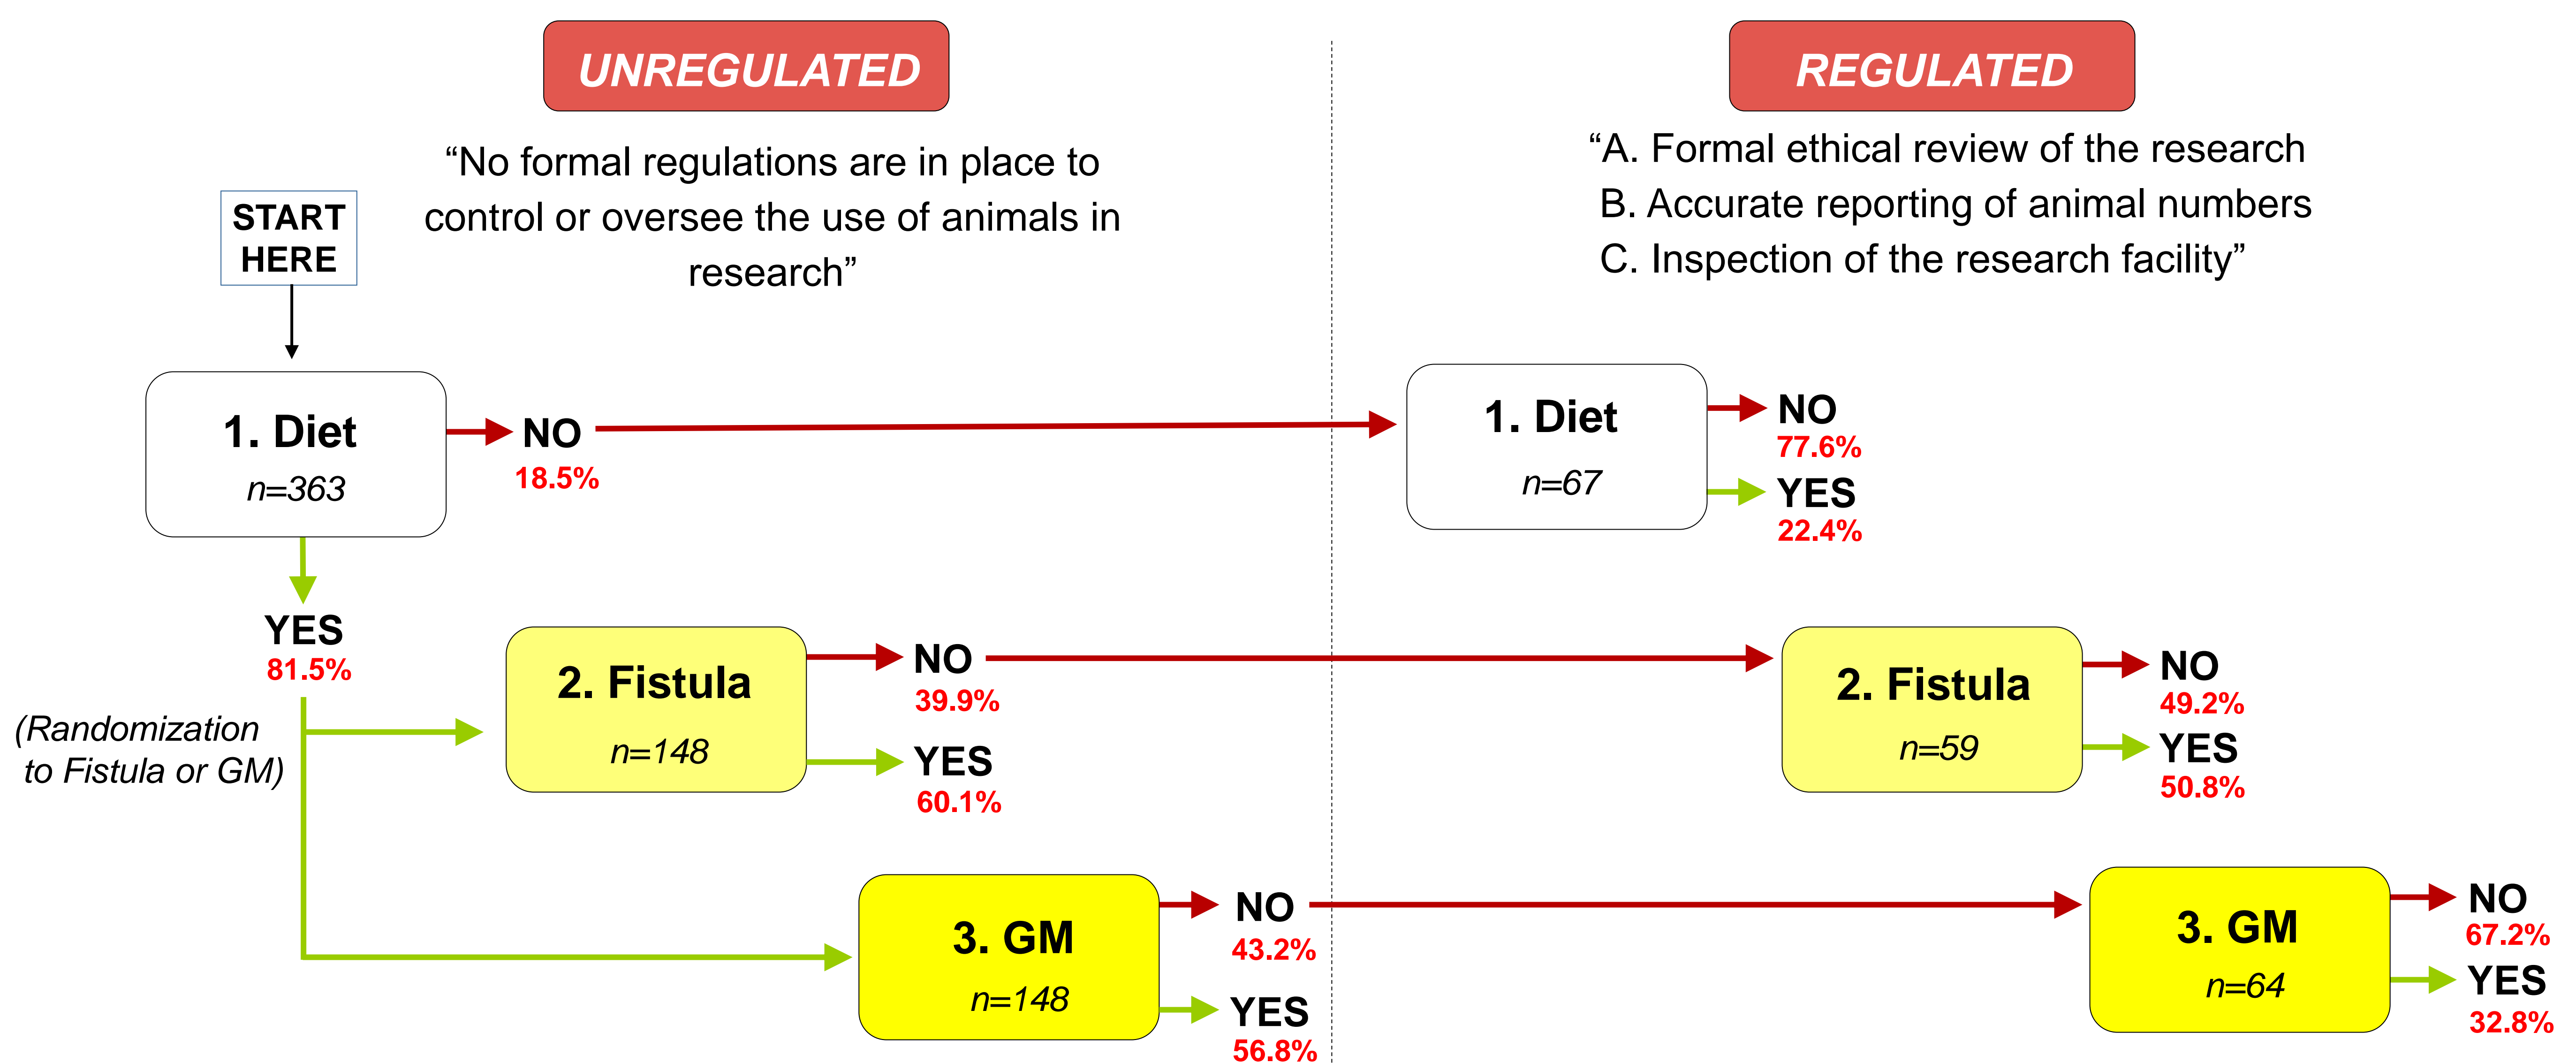 UNREGULATED
“No formal regulations are in place to
control or oversee the use of animals in
research”
REGULATED
“A. Formal ethical review of the research
B. Accurate reporting of animal numbers
C. Inspection of the research facility”
START
HERE
1. Diet
n=363
NO
18.5%
1. Diet
n=67
NO
77.6%
YES
22.4%
YES
81.5%
(Randomization
to Fistula or GM)
2. Fistula
n=148
NO
39.9%
YES
60.1%
2. Fistula
n=59
NO
49.2%
YES
50.8%
3. GM
n=148
NO
43.2%
YES
56.8%
3. GM
n=64
NO
67.2%
YES
32.8%